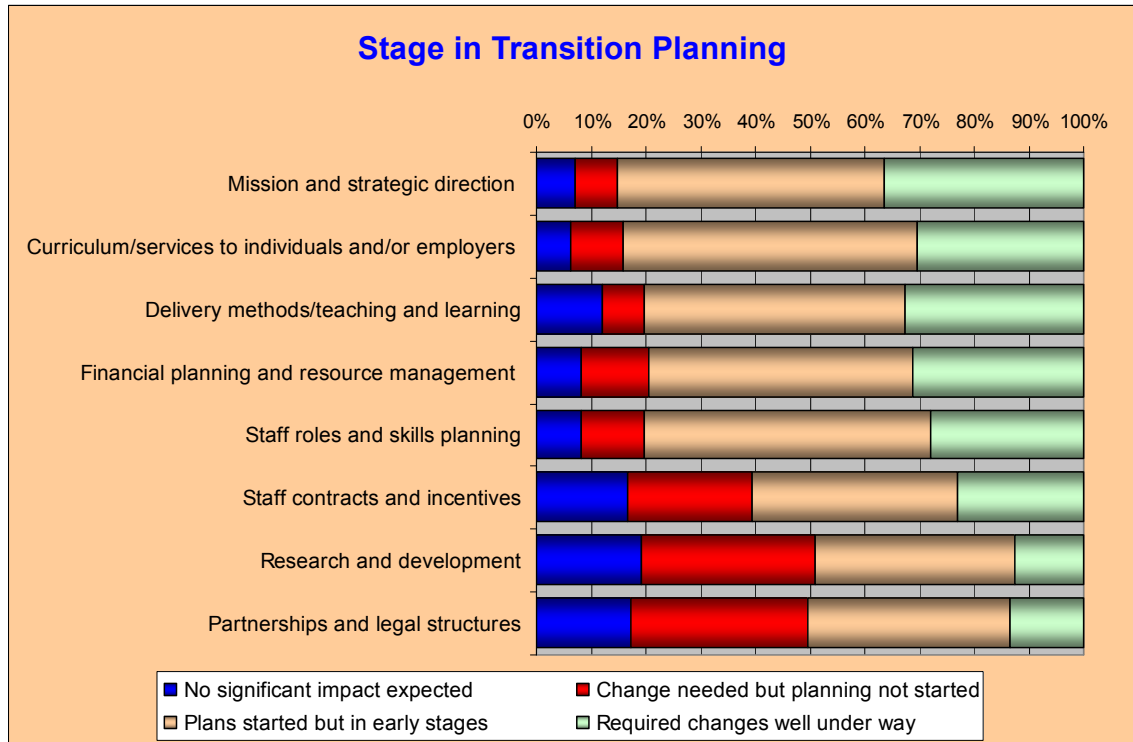 Stage in Transition Planning
0% 10% 20% 30% 40% 50% 60% 70% 80% 90% 100%
Mission and strategic direction
Curriculum/services to individuals and/or employers
Delivery methods/teaching and learning
Financial planning and resource management
Staff roles and skills planning
Staff contracts and incentives
Research and development
Partnerships and legal structures
No significant impact expected Change needed but planning not started
Plans started but in early stages Required changes well under way